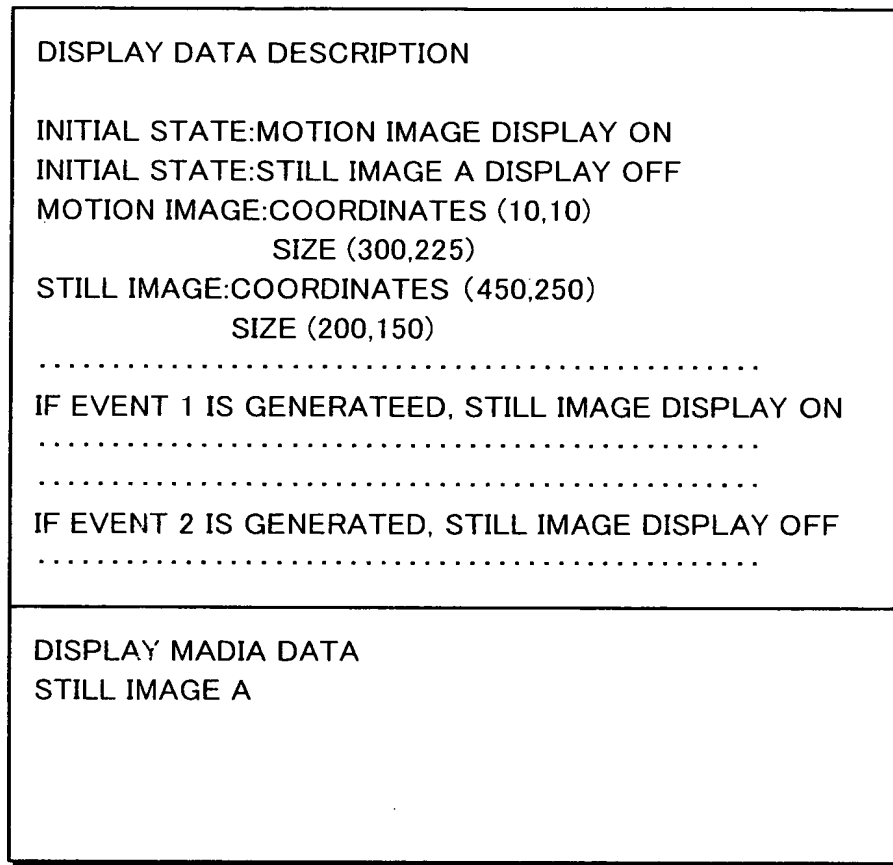 DISPLAY DATA DESCRIPTION
INITIAL STATE:MOTION IMAGE DISPLAY ON
INITIAL STATE:STILL IMAGE A DISPLAY OFF
MOTION IMAGE:COORDINATES (10,10)
SIZE (300,225)
STILL IMAGE:COORDINATES (450,250)
SIZE (200,150)
..................................................
IF EVENT 1 IS GENERATEED, STILL IMAGE DISPLAY ON
..................................................
..................................................
IF EVENT 2 IS GENERATED, STILL IMAGE DISPLAY OFF
..................................................
DISPLAY MADIA DATA
STILL IMAGE A